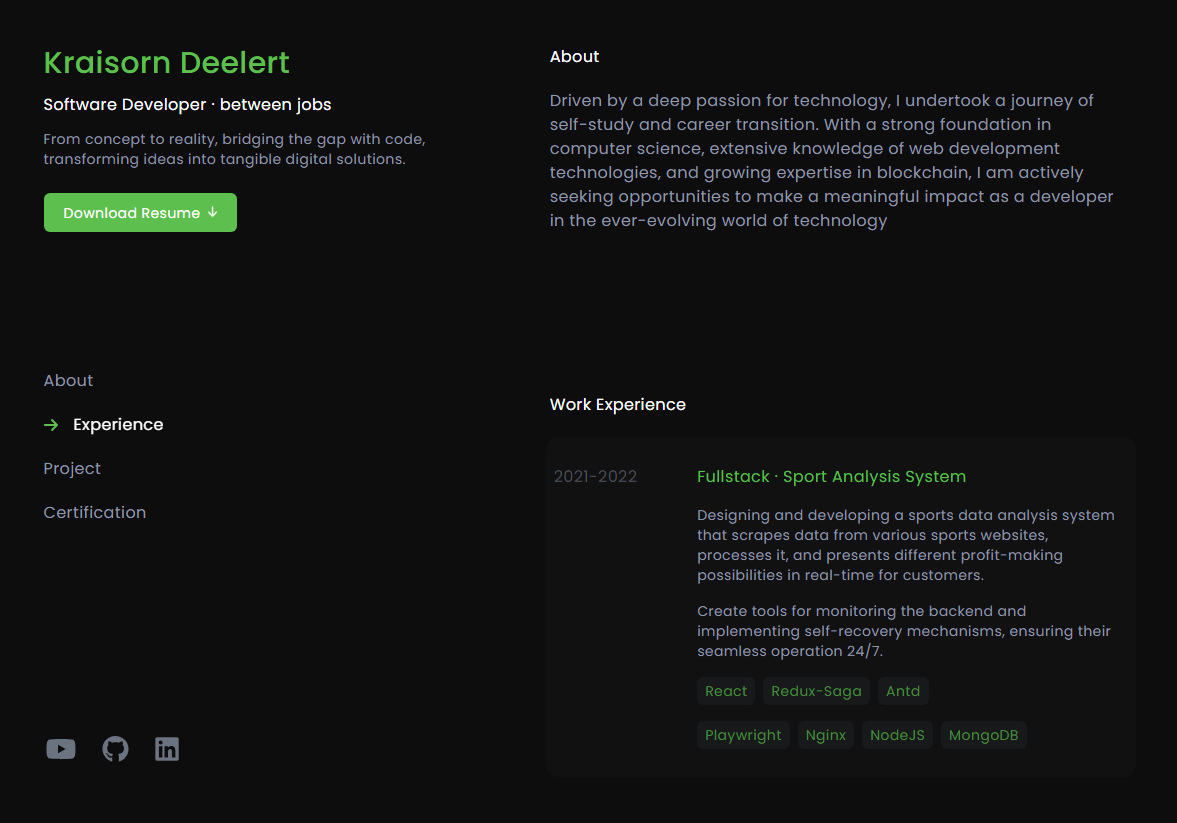 Kraisorn Deelert
Software Developer · between jobs
From concept to reality, bridging the gap with code,
transforming ideas into tangible digital solutions.
Download Resume ↓
About
→ Experience
Project
Certification
About
Driven by a deep passion for technology, I undertook a journey of
self-study and career transition. With a strong foundation in
computer science, extensive knowledge of web development
technologies, and growing expertise in blockchain, I am actively
seeking opportunities to make a meaningful impact as a developer
in the ever-evolving world of technology
Work Experience
2021-2022
Fullstack · Sport Analysis System
Designing and developing a sports data analysis system
that scrapes data from various sports websites,
processes it, and presents different profit-making
possibilities in real-time for customers.
Create tools for monitoring the backend and
implementing self-recovery mechanisms, ensuring their
seamless operation 24/7.
React Redux-Saga Antd
Playwright Nginx NodeJS MongoDB